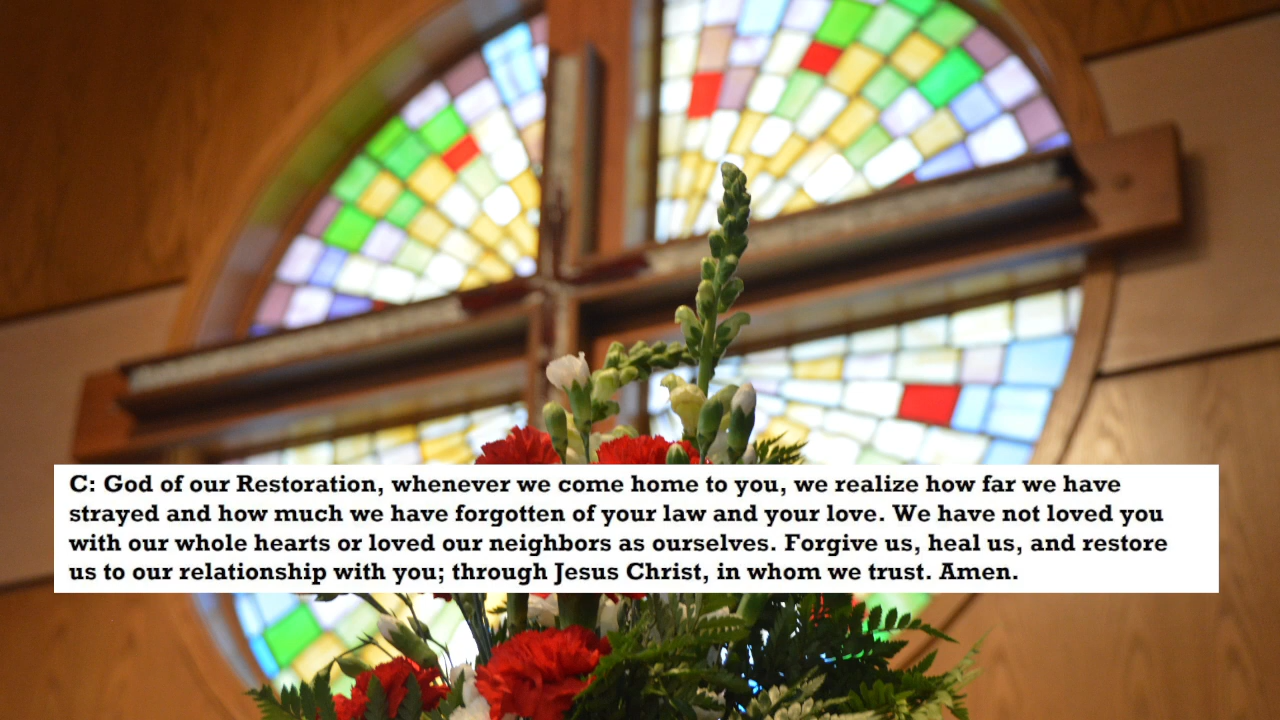 C: God of our Restoration, whenever we come home to you, we realize how far we have
strayed and how much we have forgotten of your law and your love. We have not loved you
with our whole hearts or loved our neighbors as ourselves. Forgive us, heal us, and restore
us to our relationship with you; through Jesus Christ, in whom we trust. Amen.